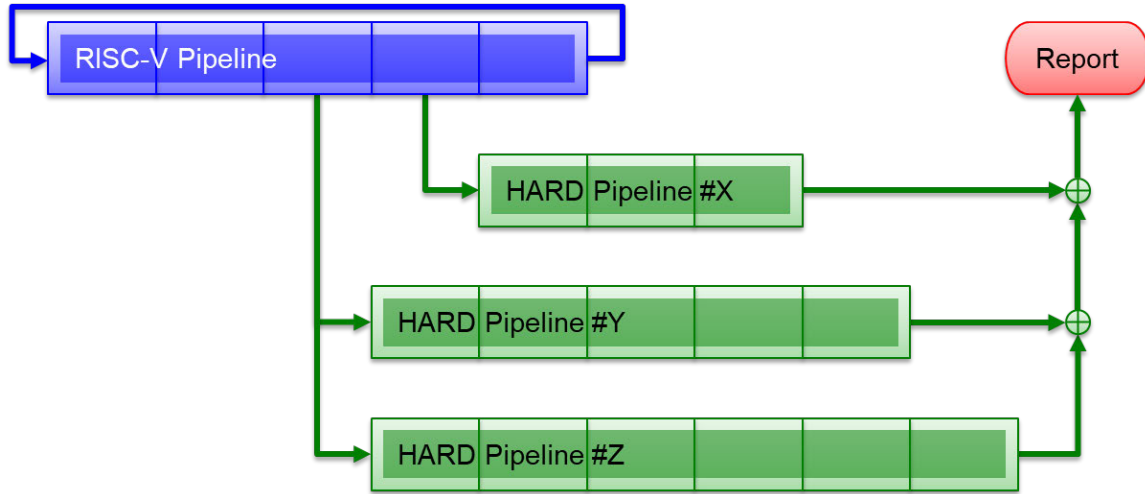 RISC-V Pipeline
Report
HARD Pipeline #X
HARD Pipeline #Y
HARD Pipeline #Z